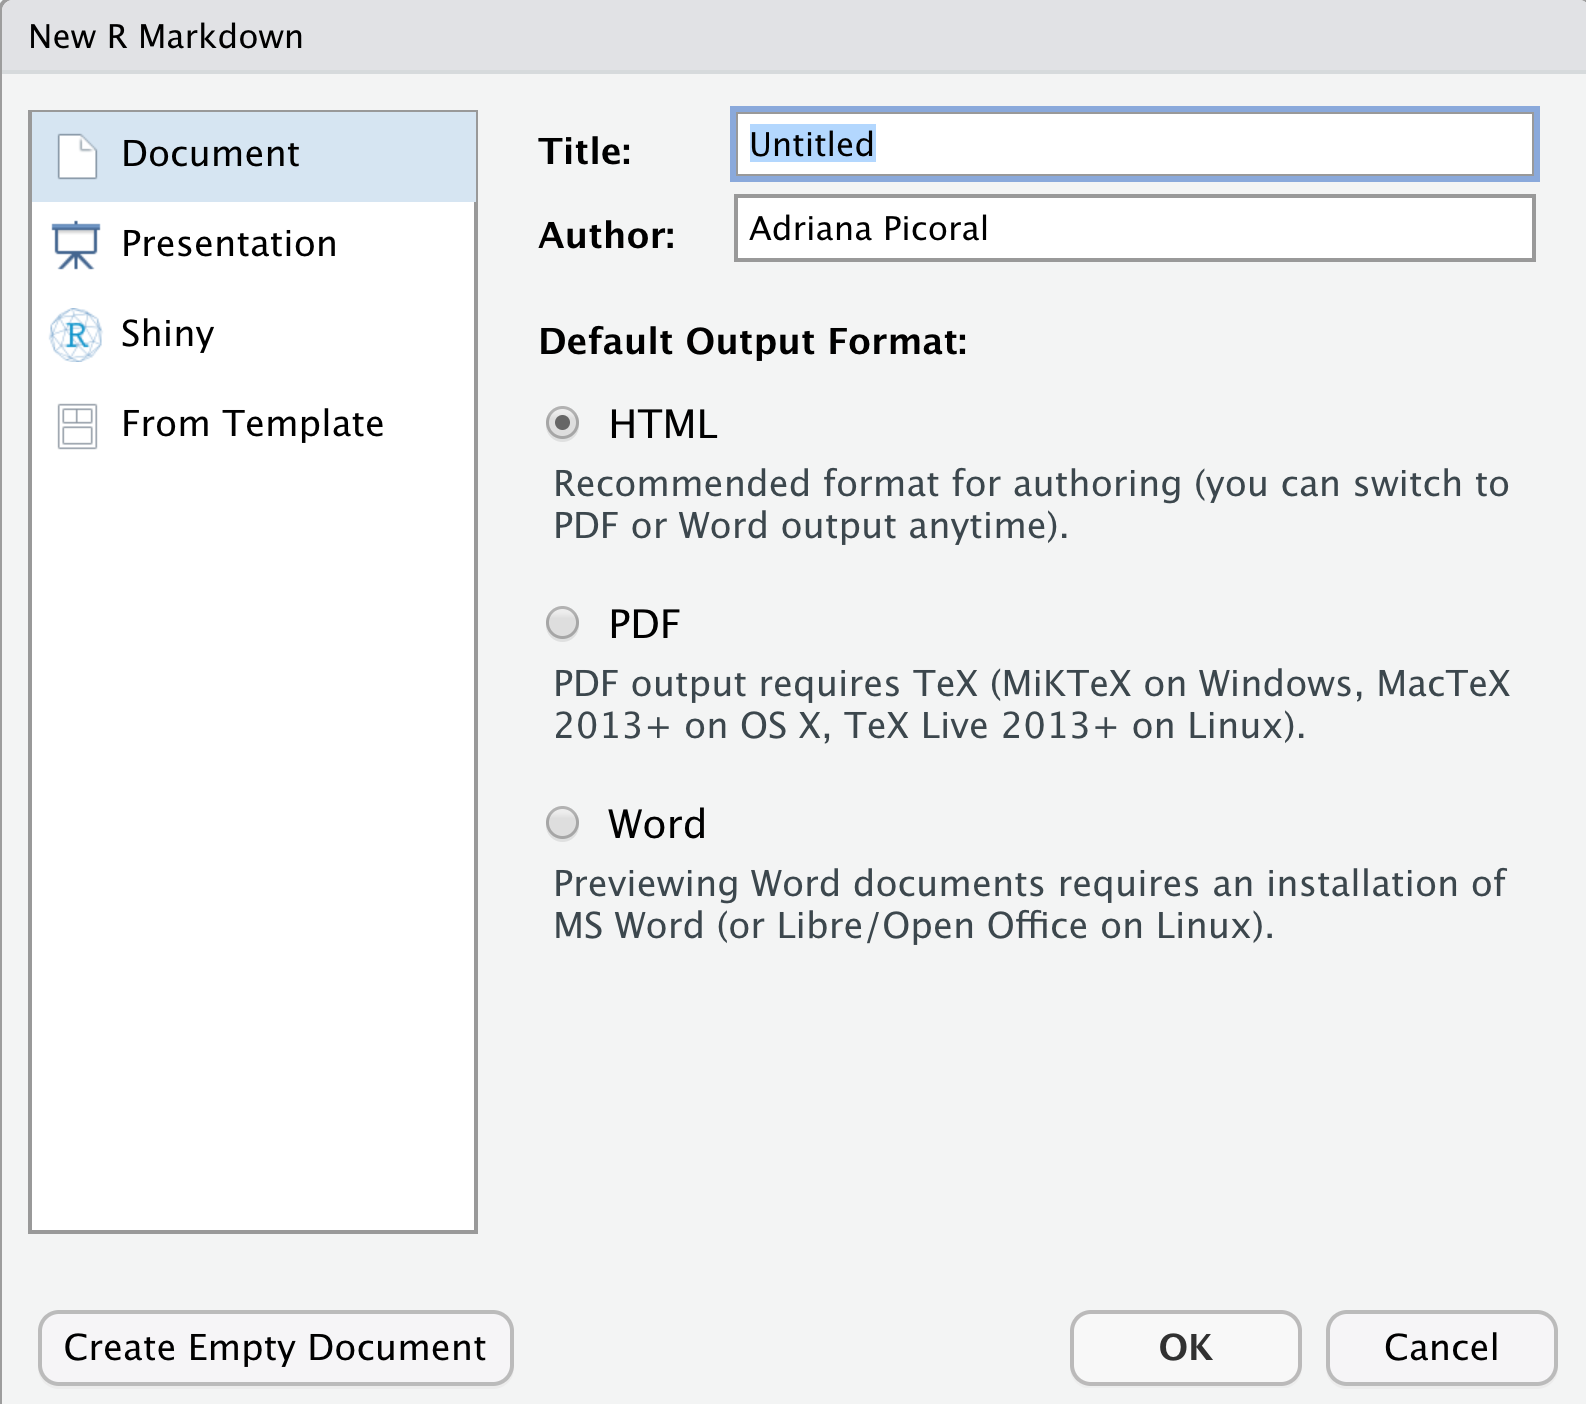 New R Markdown
Document
Presentation
R
Shiny
From Template
Title:
Untitled
Author:
Adriana Picoral
Default Output Format:
HTML
Recommended format for authoring (you can switch to
PDF or Word output anytime).
PDF
PDF output requires TeX (MiKTeX on Windows, MacTeX
2013+ on OS X, TeX Live 2013+ on Linux).
Word
Previewing Word documents requires an installation of
MS Word (or Libre/Open Office on Linux).
Create Empty Document
OK
Cancel